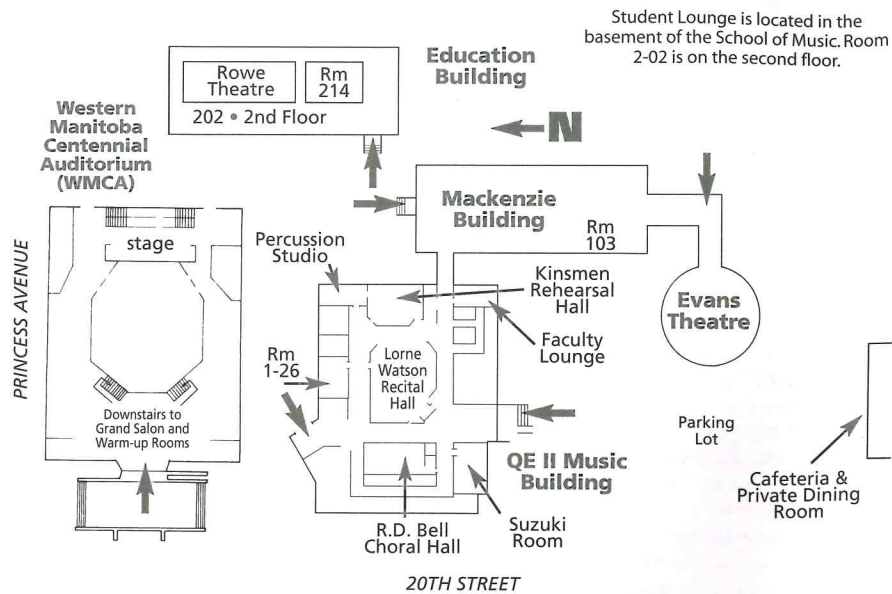 Student Lounge is located in the
basement of the School of Music. Room
2-02 is on the second floor.
Education
Building
Rowe
Theatre
Rm
214
202 • 2nd Floor
Western
Manitoba
Centennial
Auditorium
(WMCA)
N
Mackenzie
Building
Rm
103
stage
Percussion
Studio
Kinsmen
Rehearsal
Hall
Evans
Theatre
PRINCESS AVENUE
Faculty
Lounge
Rm
1-26
Lorne
Watson
Recital
Hall
Downstairs to
Grand Salon and
Warm-up Rooms
Parking
Lot
QE II Music
Building
Cafeteria &
Private Dining
Room
R.D. Bell
Choral Hall
Suzuki
Room
20TH STREET